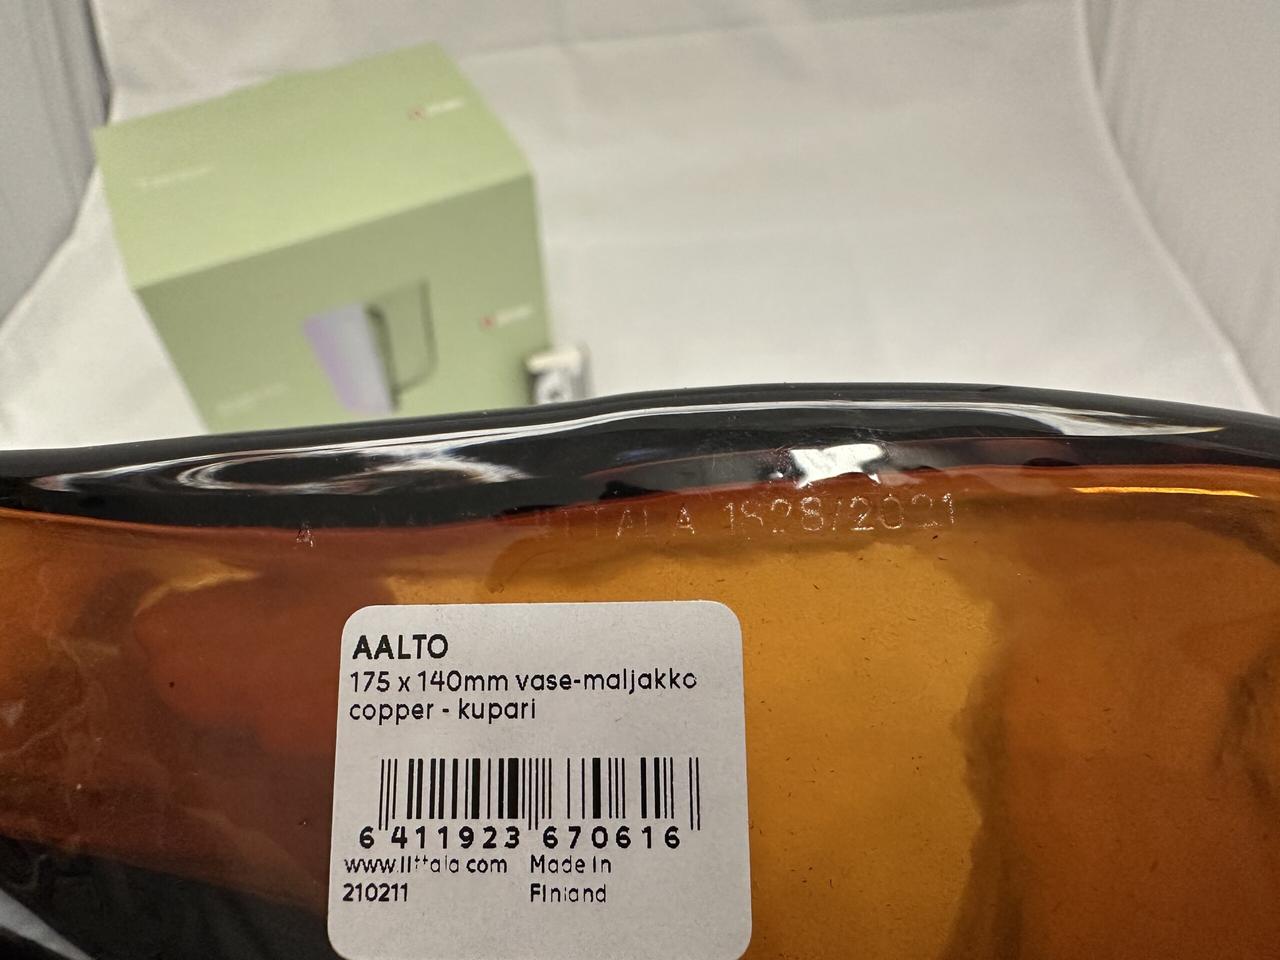 A IITTALA 1828/2021
AALTO
175 x 140mm vase-maljakko
copper - kupari
6 411923 670616
www.iittala.com Made in
210211 Finland